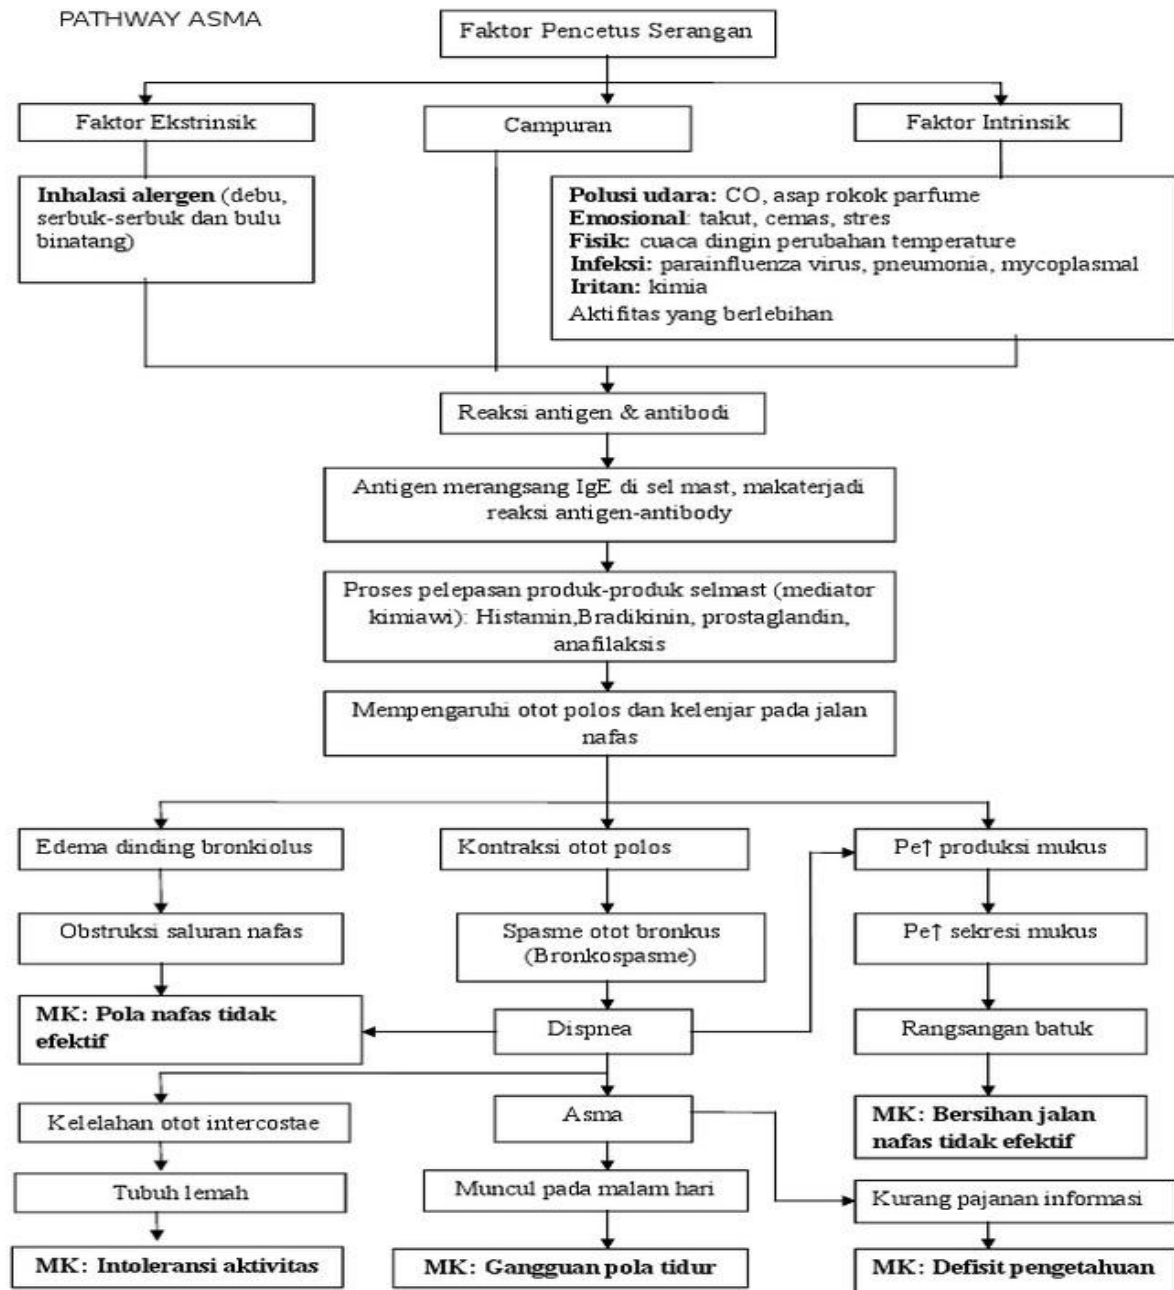 PATHWAY ASMA
Faktor Pencetus Serangan
Faktor Ekstrinsik
Campuran
Faktor Intrinsik
Inhalasi alergen (debu,
serbuk-serbuk dan bulu
binatang)
Polusi udara: CO, asap rokok parfume
Emosional: takut, cemas, stres
Fisik: cuaca dingin perubahan temperature
Infeksi: parainfluenza virus, pneumonia, mycoplasmal
Iritan: kimia
Aktifitas yang berlebihan
Reaksi antigen & antibodi
Antigen merangsang IgE di sel mast, makaterjadi
reaksi antigen-antibody
Proses pelepasan produk-produk selmast (mediator
kimiawi): Histamin,Bradikinin, prostaglandin,
anafilaksis
Mempengaruhi otot polos dan kelenjar pada jalan
nafas
Edema dinding bronkiolus
Kontraksi otot polos
Pe↑ produksi mukus
Obstruksi saluran nafas
Spasme otot bronkus
(Bronkospasme)
Pe↑ sekresi mukus
MK: Pola nafas tidak
efektif
Dispnea
Rangsangan batuk
Kelelahan otot intercostae
Asma
MK: Bersihan jalan
nafas tidak efektif
Tubuh lemah
Muncul pada malam hari
Kurang pajanan informasi
MK: Intoleransi aktivitas
MK: Gangguan pola tidur
MK: Defisit pengetahuan